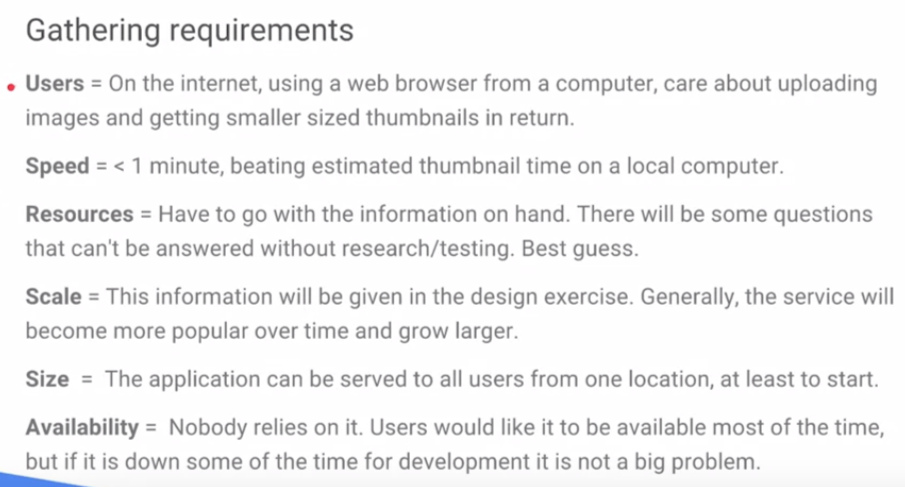 Gathering requirements
Users = On the internet, using a web browser from a computer, care about uploading
images and getting smaller sized thumbnails in return.
Speed = < 1 minute, beating estimated thumbnail time on a local computer.
Resources = Have to go with the information on hand. There will be some questions
that can't be answered without research/testing. Best guess.
Scale = This information will be given in the design exercise. Generally, the service will
become more popular over time and grow larger.
Size = The application can be served to all users from one location, at least to start.
Availability = Nobody relies on it. Users would like it to be available most of the time,
but if it is down some of the time for development it is not a big problem.